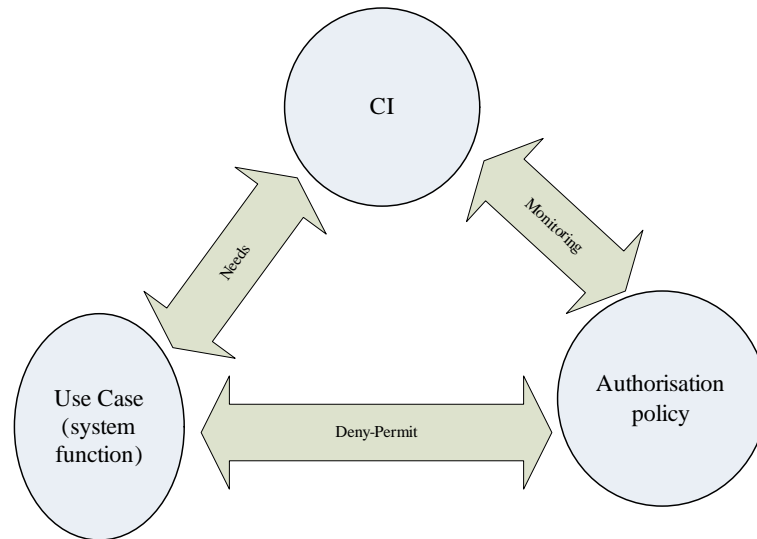 CI
Needs
Monitoring
Use Case
(system
function)
Deny-Permit
Authorisation
policy